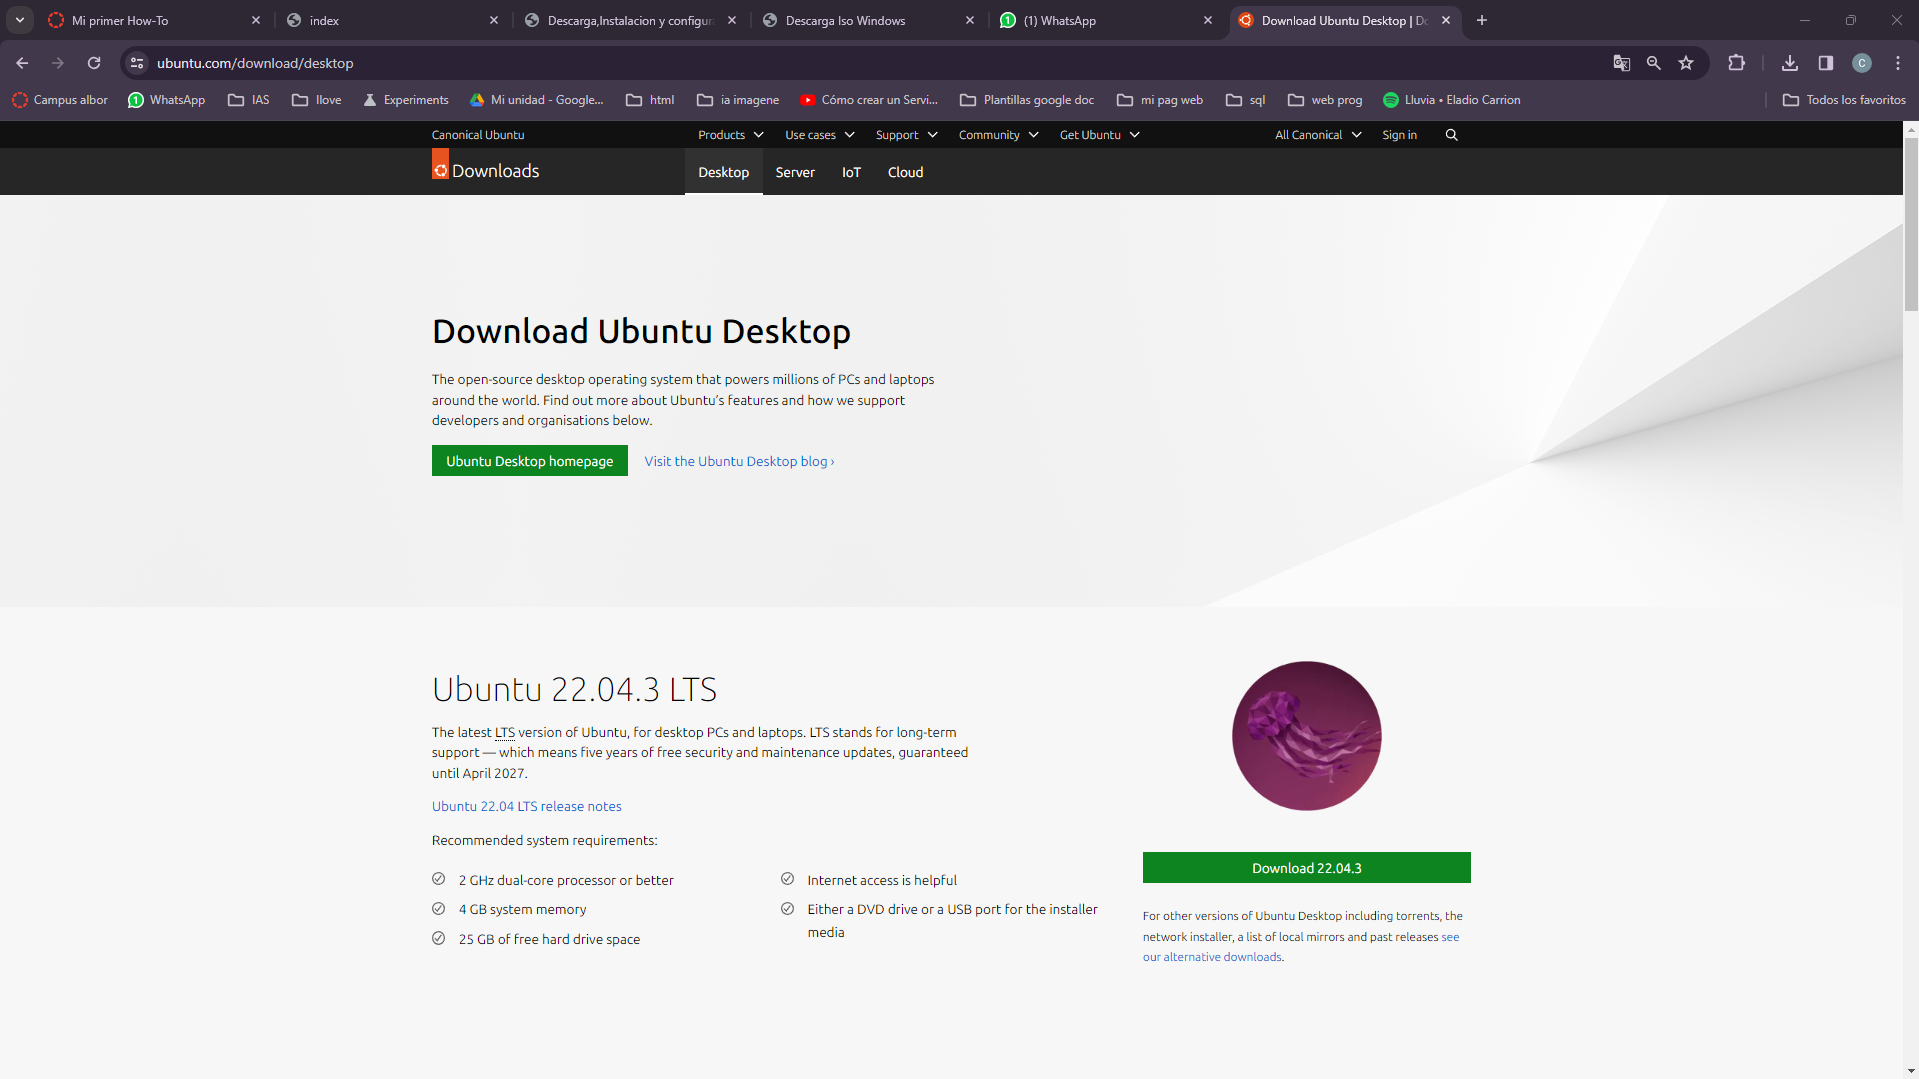 Mi primer How-To
index
Descarga,Instalacion y configura
Descarga Iso Windows
(1) WhatsApp
Download Ubuntu Desktop | Do
ubuntu.com/download/desktop
C
Campus albor
WhatsApp
IAS
Ilove
Experiments
Mi unidad - Google...
html
ia imagene
Cómo crear un Servi...
Plantillas google doc
mi pag web
sql
web prog
Lluvia • Eladio Carrion
Todos los favoritos
Canonical Ubuntu
Products
Use cases
Support
Community
Get Ubuntu
All Canonical
Sign in
Downloads
Desktop
Server
IoT
Cloud
Download Ubuntu Desktop
The open-source desktop operating system that powers millions of PCs and laptops
around the world. Find out more about Ubuntu's features and how we support
developers and organisations below.
Ubuntu Desktop homepage
Visit the Ubuntu Desktop blog ›
Ubuntu 22.04.3 LTS
The latest LTS version of Ubuntu, for desktop PCs and laptops. LTS stands for long-term
support — which means five years of free security and maintenance updates, guaranteed
until April 2027.
Ubuntu 22.04 LTS release notes
Recommended system requirements:
2 GHz dual-core processor or better
4 GB system memory
25 GB of free hard drive space
Internet access is helpful
Either a DVD drive or a USB port for the installer
media
Download 22.04.3
For other versions of Ubuntu Desktop including torrents, the
network installer, a list of local mirrors and past releases see
our alternative downloads.